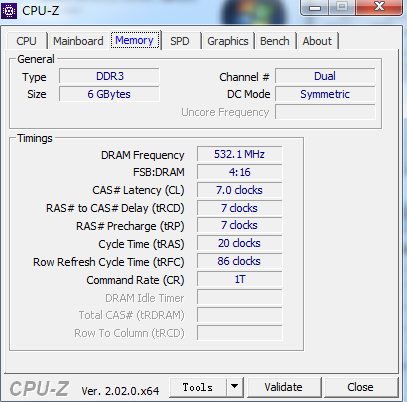 CPU-Z
CPU Mainboard Memory SPD Graphics Bench About
General
Type DDR3 Channel # Dual
Size 6 GBytes DC Mode Symmetric
Uncore Frequency
Timings
DRAM Frequency 532.1 MHz
FSB:DRAM 4:16
CAS# Latency (CL) 7.0 clocks
RAS# to CAS# Delay (tRCD) 7 clocks
RAS# Precharge (tRP) 7 clocks
Cycle Time (tRAS) 20 clocks
Row Refresh Cycle Time (tRFC) 86 clocks
Command Rate (CR) 1T
DRAM Idle Timer
Total CAS# (tRDRAM)
Row To Column (tRCD)
CPU-Z Ver. 2.02.0.x64 Tools Validate Close